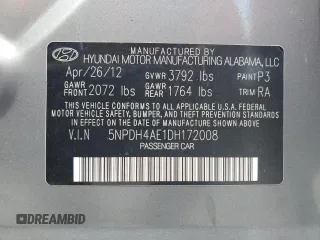 MANUFACTURED BY
HYUNDAI MOTOR MANUFACTURING ALABAMA, LLC
Apr/26/12 GVWR 3792 lbs PAINT P3
GAWR FRONT 2072 lbs GAWR REAR 1764 lbs TRIM RA
THIS VEHICLE CONFORMS TO ALL APPLICABLE U.S. FEDERAL MOTOR VEHICLE SAFETY, BUMPER, AND THEFT PREVENTION STANDARDS IN EFFECT ON THE DATE OF MANUFACTURE SHOWN ABOVE.
V.I.N 5NPDH4AE1DH172008
PASSENGER CAR
DREAMBID
dreambid.com